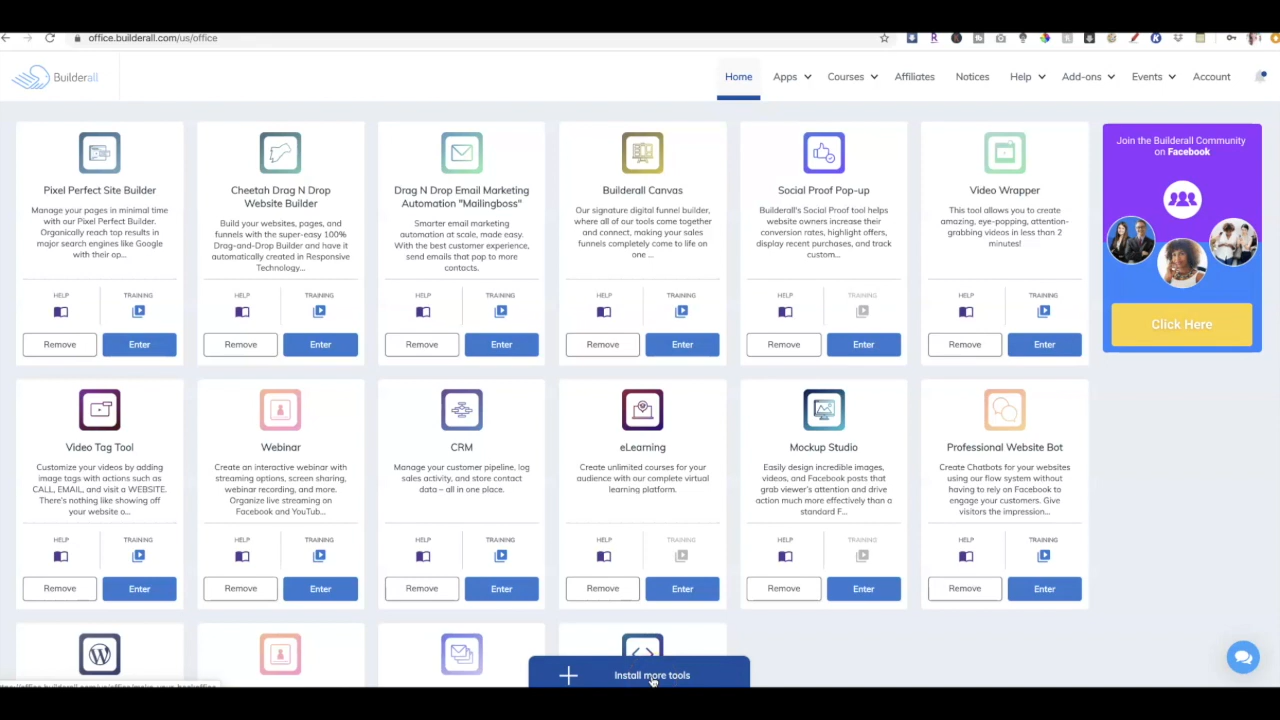 office.builderall.com/us/office
Builderall
Home
Apps
Courses
Affiliates
Notices
Help
Add-ons
Events
Account
Pixel Perfect Site Builder
Manage your pages in minimal time
with our Pixel Perfect Builder.
Organically reach top results in
major search engines like Google
with their op...
HELP
TRAINING
Remove
Enter
Cheetah Drag N Drop
Website Builder
Build your websites, pages, and
funnels with the super-easy 100%
Drag-and-Drop Builder and have it
automatically created in Responsive
Technology...
HELP
TRAINING
Remove
Enter
Drag N Drop Email Marketing
Automation "Mailingboss"
Smarter email marketing
automation at scale, made easy.
With the best customer experience,
send emails that pop to more
contacts.
HELP
TRAINING
Remove
Enter
Builderall Canvas
Our signature digital funnel builder,
where all of our tools come together
and connect, making your sales
funnels completely come to life on
one ...
HELP
TRAINING
Remove
Enter
Social Proof Pop-up
Builderall's Social Proof tool helps
website owners increase their
conversion rates, highlight offers,
display recent purchases, and track
custom...
HELP
TRAINING
Remove
Enter
Video Wrapper
This tool allows you to create
amazing, eye-popping, attention-
grabbing videos in less than 2
minutes!
HELP
TRAINING
Remove
Enter
Join the Builderall Community
on Facebook
Click Here
Video Tag Tool
Customize your videos by adding
image tags with actions such as
CALL, EMAIL, and visit a WEBSITE.
There's nothing like showing off
your website o...
HELP
TRAINING
Remove
Enter
Webinar
Create an interactive webinar with
streaming options, screen sharing,
webinar recording, and more.
Organize live streaming on
Facebook and YouTub...
HELP
TRAINING
Remove
Enter
CRM
Manage your customer pipeline, log
sales activity, and store contact
data – all in one place.
HELP
TRAINING
Remove
Enter
eLearning
Create unlimited courses for your
audience with our complete virtual
learning platform.
HELP
TRAINING
Remove
Enter
Mockup Studio
Easily design incredible images,
videos, and Facebook posts that
grab viewer's attention and drive
action much more effectively than a
standard F...
HELP
TRAINING
Remove
Enter
Professional Website Bot
Create Chatbots for your websites
using our flow system without
having to rely on Facebook to
engage your customers. Give
visitors the impression...
HELP
TRAINING
Remove
Enter
Install more tools